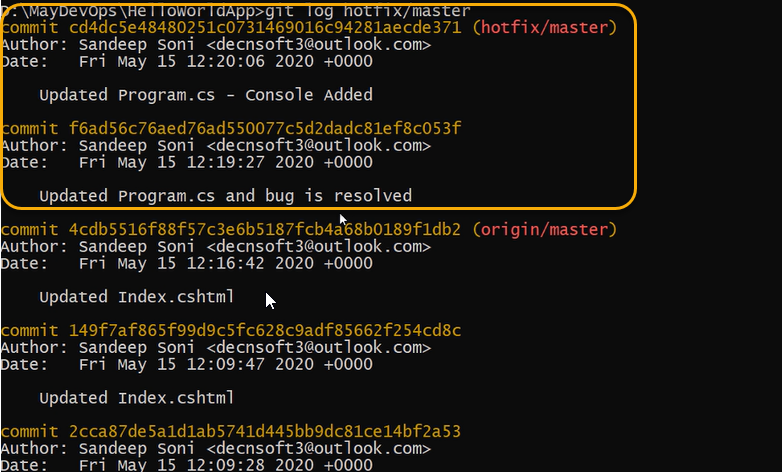 D:\MayDevOps\HelloWorldApp>git log hotfix/master
commit cd4dc5e48480251c0731469016c94281aecde371 (hotfix/master)
Author: Sandeep Soni <decnsoft3@outlook.com>
Date:   Fri May 15 12:20:06 2020 +0000
Updated Program.cs - Console Added
commit f6ad56c76aed76ad550077c5d2dadc81ef8c053f
Author: Sandeep Soni <decnsoft3@outlook.com>
Date:   Fri May 15 12:19:27 2020 +0000
Updated Program.cs and bug is resolved
commit 4cdb5516f88f57c3e6b5187fcb4a68b0189f1db2 (origin/master)
Author: Sandeep Soni <decnsoft3@outlook.com>
Date:   Fri May 15 12:16:42 2020 +0000
Updated Index.cshtml
commit 149f7af865f99d9c5fc628c9adf85662f254cd8c
Author: Sandeep Soni <decnsoft3@outlook.com>
Date:   Fri May 15 12:09:47 2020 +0000
Updated Index.cshtml
commit 2cca87de5a1d1ab5741d445bb9dc81ce14bf2a53
Author: Sandeep Soni <decnsoft3@outlook.com>
Date:   Fri May 15 12:09:28 2020 +0000